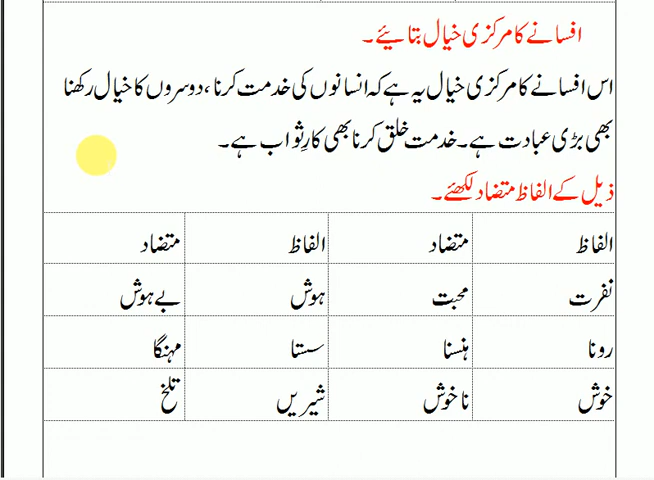 افسانے کا مرکزی خیال بتائیے۔
اس افسانے کا مرکزی خیال یہ ہے کہ انسانوں کی خدمت کرنا، دوسروں کا خیال رکھنا
بھی بڑی عبادت ہے۔ خدمت خلق کرنا بھی کارِ ثواب ہے۔
ذیل کے الفاظ متضاد لکھئے۔
الفاظ متضاد الفاظ متضاد
نفرت محبت ہوش بے ہوش
رونا ہنسنا سستا مہنگا
خوش ناخوش شیریں تلخ